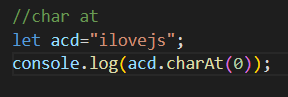 //char at
let acd="ilovejs";
console.log(acd.charAt(0));